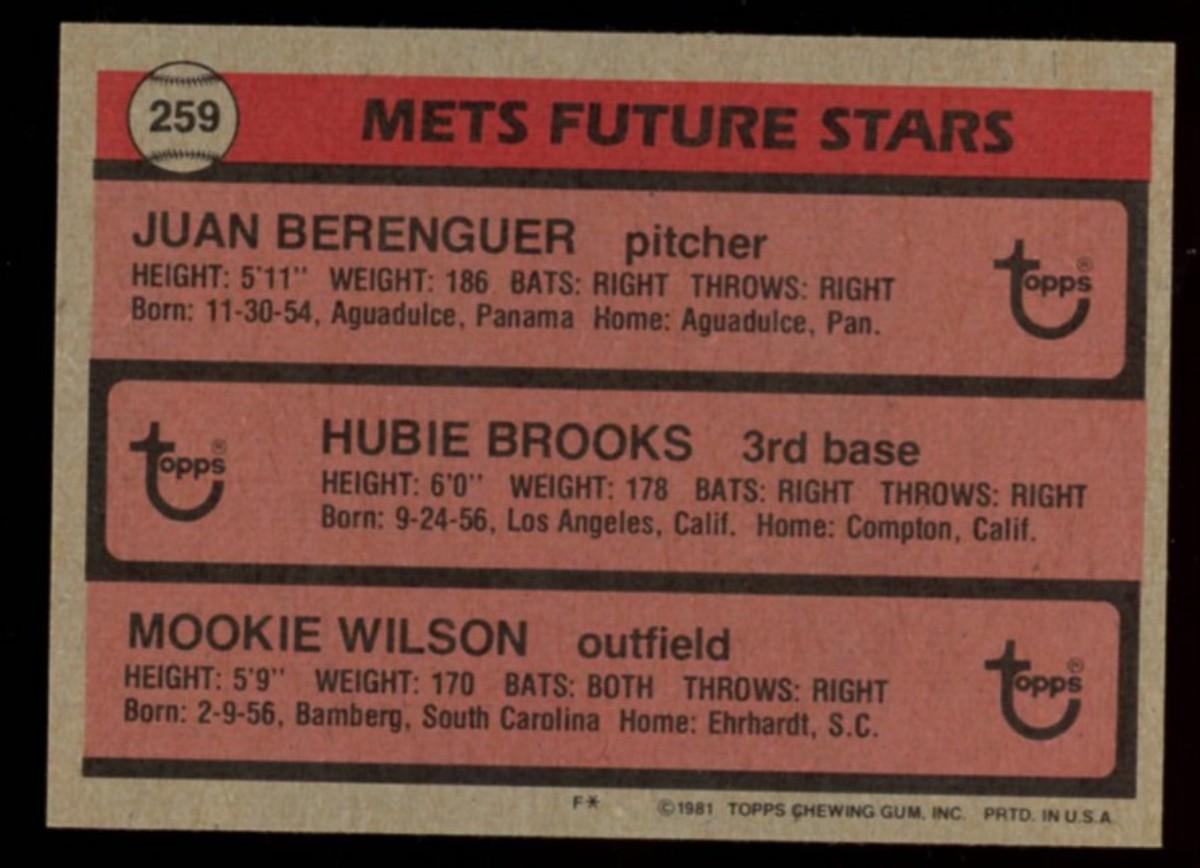 259
METS FUTURE STARS
JUAN BERENGUER pitcher
HEIGHT: 5'11" WEIGHT: 186 BATS: RIGHT THROWS: RIGHT
Born: 11-30-54, Aguadulce, Panama Home: Aguadulce, Pan.
topps®
topps®
HUBIE BROOKS 3rd base
HEIGHT: 6'0" WEIGHT: 178 BATS: RIGHT THROWS: RIGHT
Born: 9-24-56, Los Angeles, Calif. Home: Compton, Calif.
MOOKIE WILSON outfield
HEIGHT: 5'9" WEIGHT: 170 BATS: BOTH THROWS: RIGHT
Born: 2-9-56, Bamberg, South Carolina Home: Ehrhardt, S.C.
topps®
F* ©1981 TOPPS CHEWING GUM, INC. PRTD. IN U.S.A.